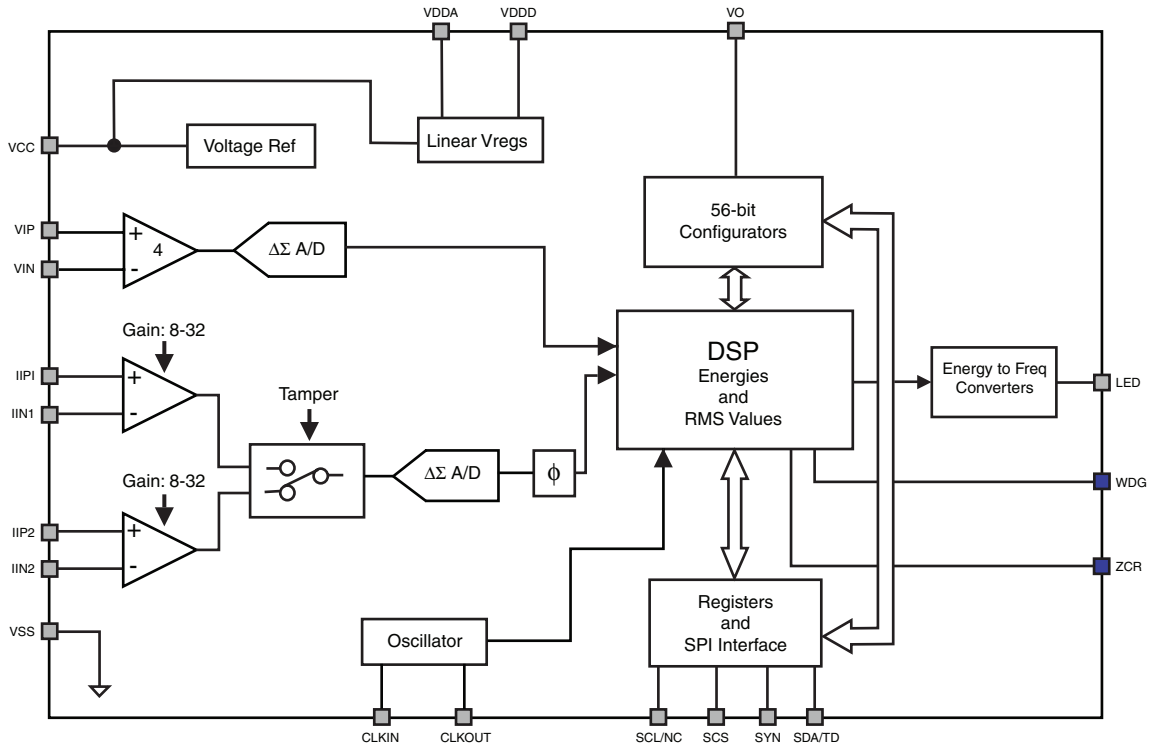 VDDA
VDDD
VO
VCC
Voltage Ref
Linear Vregs
56-bit
Configurators
VIP
VIN
+
4
-
ΔΣ A/D
Gain: 8-32
IIPI
IIN1
+
-
Tamper
DSP
Energies
and
RMS Values
Energy to Freq
Converters
LED
ΔΣ A/D
ϕ
Gain: 8-32
IIP2
IIN2
+
-
WDG
ZCR
VSS
Oscillator
Registers
and
SPI Interface
CLKIN
CLKOUT
SCL/NC
SCS
SYN
SDA/TD